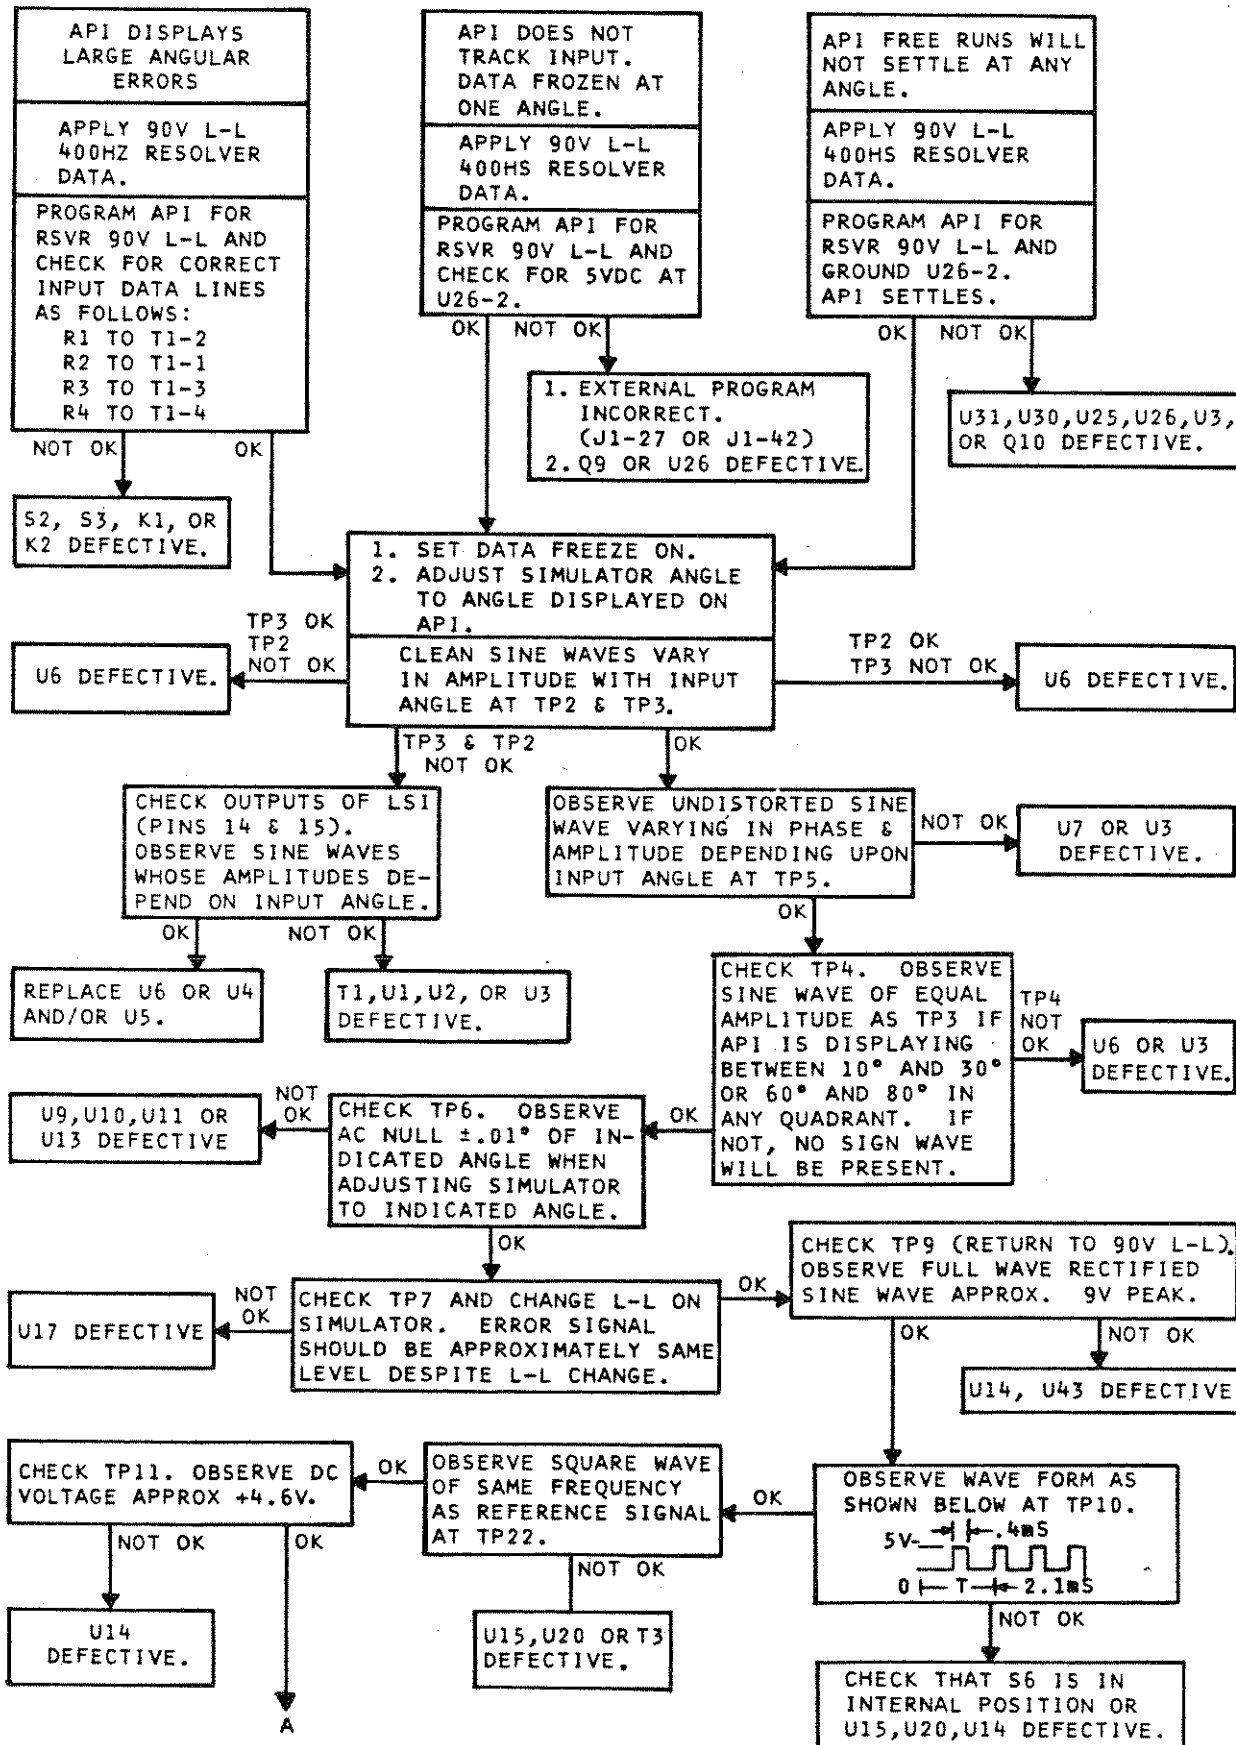 API DISPLAYS
LARGE ANGULAR
ERRORS
APPLY 90V L-L
400HZ RESOLVER
DATA.
PROGRAM API FOR
RSVR 90V L-L AND
CHECK FOR CORRECT
INPUT DATA LINES
AS FOLLOWS:
R1 TO T1-2
R2 TO T1-1
R3 TO T1-3
R4 TO T1-4
NOT OK
OK
S2, S3, K1, OR
K2 DEFECTIVE.
API DOES NOT
TRACK INPUT.
DATA FROZEN AT
ONE ANGLE.
APPLY 90V L-L
400HS RESOLVER
DATA.
PROGRAM API FOR
RSVR 90V L-L AND
CHECK FOR 5VDC AT
U26-2.
OK
NOT OK
1. EXTERNAL PROGRAM
INCORRECT.
(J1-27 OR J1-42)
2. Q9 OR U26 DEFECTIVE.
API FREE RUNS WILL
NOT SETTLE AT ANY
ANGLE.
APPLY 90V L-L
400HS RESOLVER
DATA.
PROGRAM API FOR
RSVR 90V L-L AND
GROUND U26-2.
API SETTLES.
OK
NOT OK
U31,U30,U25,U26,U3,
OR Q10 DEFECTIVE.
1. SET DATA FREEZE ON.
2. ADJUST SIMULATOR ANGLE
TO ANGLE DISPLAYED ON
API.
CLEAN SINE WAVES VARY
IN AMPLITUDE WITH INPUT
ANGLE AT TP2 & TP3.
TP3 OK
TP2
NOT OK
U6 DEFECTIVE.
TP2 OK
TP3 NOT OK
U6 DEFECTIVE.
TP3 & TP2
NOT OK
OK
CHECK OUTPUTS OF LSI
(PINS 14 & 15).
OBSERVE SINE WAVES
WHOSE AMPLITUDES DE-
PEND ON INPUT ANGLE.
OK
NOT OK
REPLACE U6 OR U4
AND/OR U5.
T1,U1,U2, OR U3
DEFECTIVE.
OBSERVE UNDISTORTED SINE
WAVE VARYING IN PHASE &
AMPLITUDE DEPENDING UPON
INPUT ANGLE AT TP5.
NOT OK
U7 OR U3
DEFECTIVE.
OK
CHECK TP4. OBSERVE
SINE WAVE OF EQUAL
AMPLITUDE AS TP3 IF
API IS DISPLAYING
BETWEEN 10° AND 30°
OR 60° AND 80° IN
ANY QUADRANT. IF
NOT, NO SIGN WAVE
WILL BE PRESENT.
TP4
NOT
OK
U6 OR U3
DEFECTIVE.
OK
CHECK TP6. OBSERVE
AC NULL ±.01° OF IN-
DICATED ANGLE WHEN
ADJUSTING SIMULATOR
TO INDICATED ANGLE.
NOT
OK
U9,U10,U11 OR
U13 DEFECTIVE
OK
CHECK TP7 AND CHANGE L-L ON
SIMULATOR. ERROR SIGNAL
SHOULD BE APPROXIMATELY SAME
LEVEL DESPITE L-L CHANGE.
NOT
OK
U17 DEFECTIVE
OK
CHECK TP9 (RETURN TO 90V L-L).
OBSERVE FULL WAVE RECTIFIED
SINE WAVE APPROX. 9V PEAK.
OK
NOT OK
U14, U43 DEFECTIVE
OBSERVE WAVE FORM AS
SHOWN BELOW AT TP10.
.4mS
5V
0 T 2.1mS
NOT OK
CHECK THAT S6 IS IN
INTERNAL POSITION OR
U15,U20,U14 DEFECTIVE.
OK
OBSERVE SQUARE WAVE
OF SAME FREQUENCY
AS REFERENCE SIGNAL
AT TP22.
NOT OK
U15,U20 OR T3
DEFECTIVE.
OK
CHECK TP11. OBSERVE DC
VOLTAGE APPROX +4.6V.
NOT OK
OK
U14
DEFECTIVE.
A